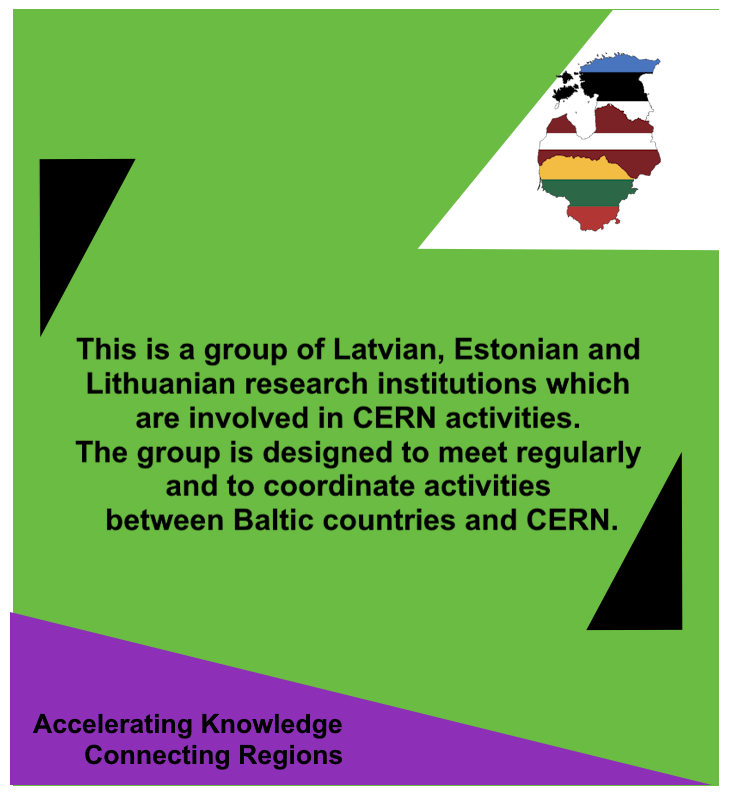 This is a group of Latvian, Estonian and
Lithuanian research institutions which
are involved in CERN activities.
The group is designed to meet regularly
and to coordinate activities
between Baltic countries and CERN.
Accelerating Knowledge
Connecting Regions